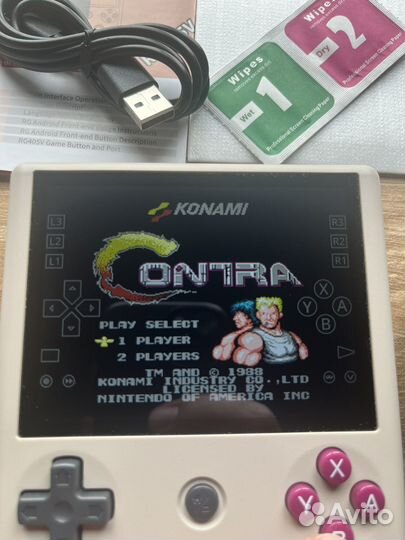 in Interface Operation
RG Android Front-end Description
RG405V Game Button and Port
Wipes
Wet
1
Professional Screen Cleaning Paper
Wipes
Dry
2
Professional Screen Cleaning Paper
KONAMI
L3
L2
L1
R3
R2
R1
CONTRA
X
Y
A
B
PLAY SELECT
1 PLAYER
2 PLAYERS
TM AND © 1988
KONAMI INDUSTRY CO.,LTD
LICENSED BY
NINTENDO OF AMERICA INC
X
Y
A
B
Avito